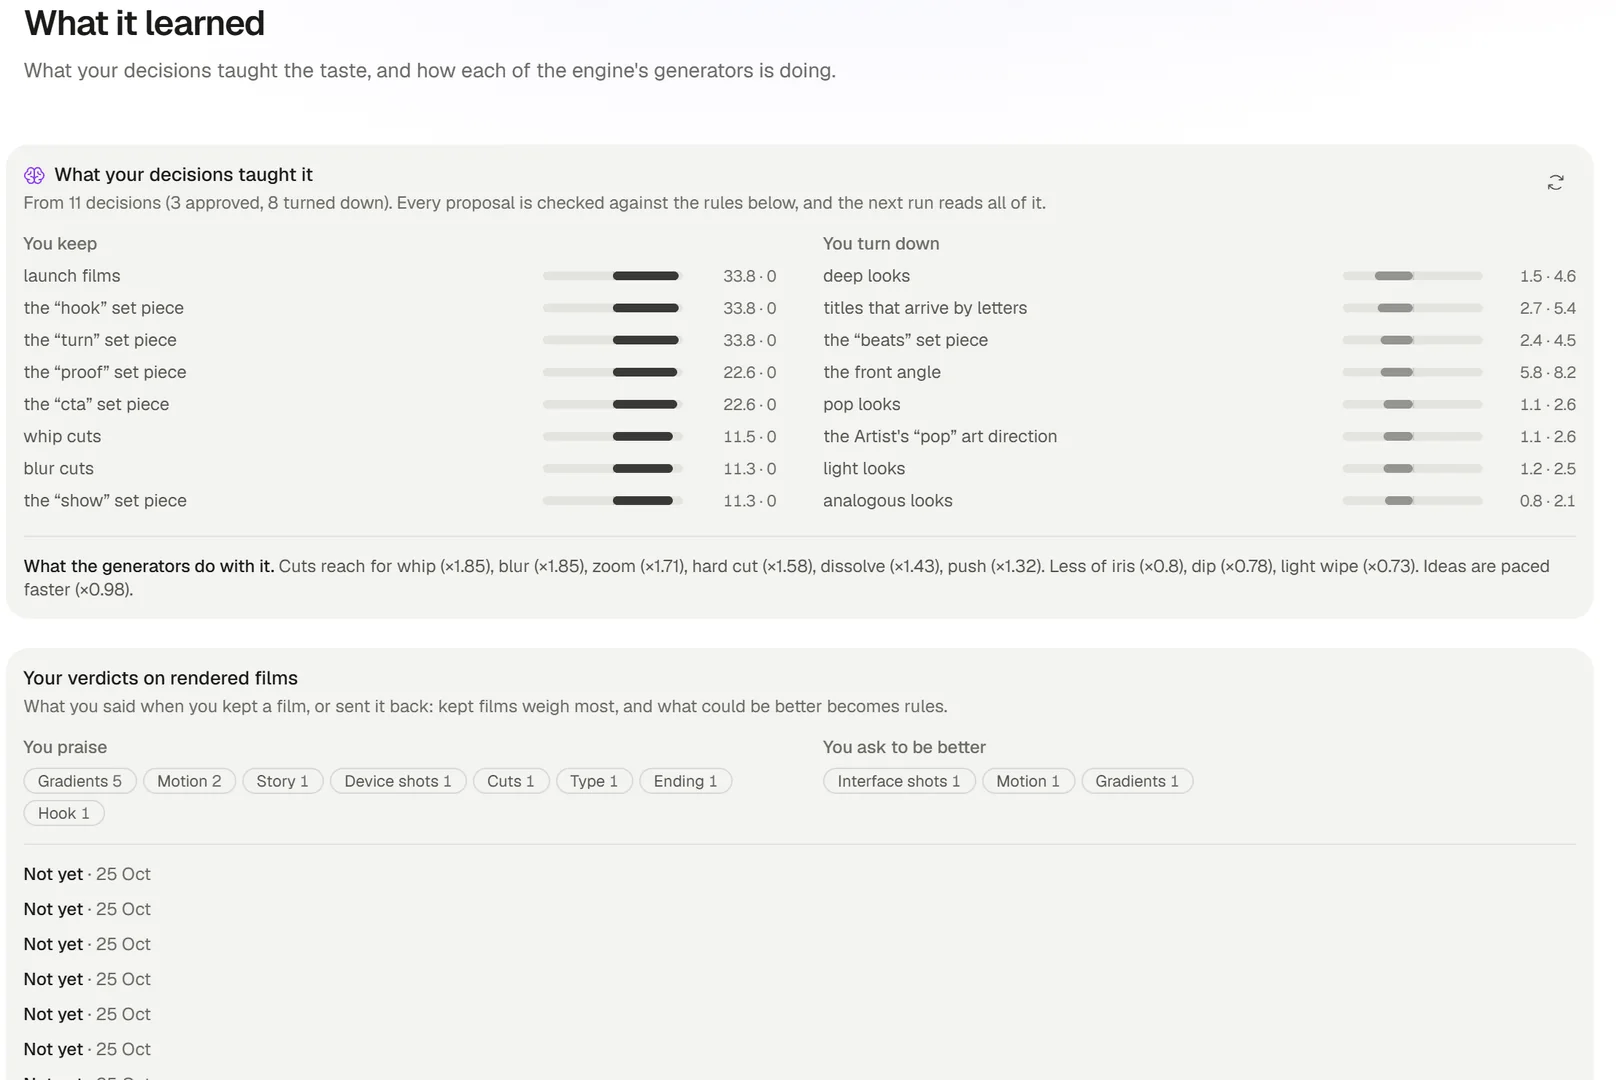 What it learned
What your decisions taught the taste, and how each of the engine's generators is doing.
What your decisions taught it
From 11 decisions (3 approved, 8 turned down). Every proposal is checked against the rules below, and the next run reads all of it.
You keep
launch films 33.8 · 0
the “hook” set piece 33.8 · 0
the “turn” set piece 33.8 · 0
the “proof” set piece 22.6 · 0
the “cta” set piece 22.6 · 0
whip cuts 11.5 · 0
blur cuts 11.3 · 0
the “show” set piece 11.3 · 0
You turn down
deep looks 1.5 · 4.6
titles that arrive by letters 2.7 · 5.4
the “beats” set piece 2.4 · 4.5
the front angle 5.8 · 8.2
pop looks 1.1 · 2.6
the Artist's “pop” art direction 1.1 · 2.6
light looks 1.2 · 2.5
analogous looks 0.8 · 2.1
What the generators do with it. Cuts reach for whip (×1.85), blur (×1.85), zoom (×1.71), hard cut (×1.58), dissolve (×1.43), push (×1.32). Less of iris (×0.8), dip (×0.78), light wipe (×0.73). Ideas are paced
faster (×0.98).
Your verdicts on rendered films
What you said when you kept a film, or sent it back: kept films weigh most, and what could be better becomes rules.
You praise
Gradients 5 Motion 2 Story 1 Device shots 1 Cuts 1 Type 1 Ending 1
Hook 1
You ask to be better
Interface shots 1 Motion 1 Gradients 1
Not yet · 25 Oct
Not yet · 25 Oct
Not yet · 25 Oct
Not yet · 25 Oct
Not yet · 25 Oct
Not yet · 25 Oct